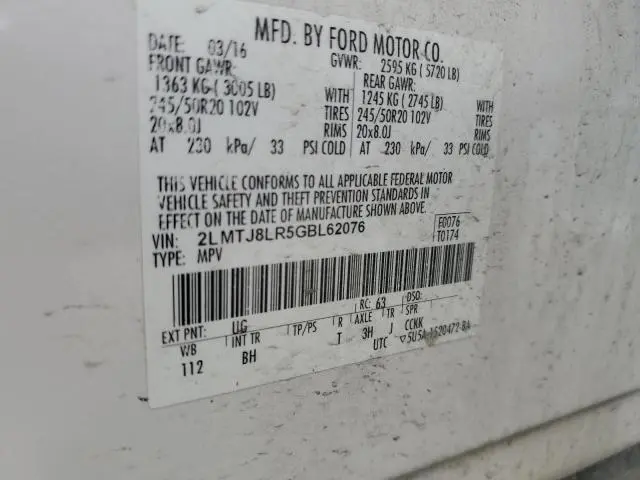 MFD. BY FORD MOTOR CO.
DATE: 03/16 GVWR: 2595 KG ( 5720 LB)
FRONT GAWR: REAR GAWR:
1363 KG ( 3005 LB) WITH 1245 KG ( 2745 LB) WITH
245/50R20 102V TIRES 245/50R20 102V TIRES
20x8.0J RIMS 20x8.0J RIMS
AT 230 kPa/ 33 PSI COLD AT 230 kPa/ 33 PSI COLD
THIS VEHICLE CONFORMS TO ALL APPLICABLE FEDERAL MOTOR
VEHICLE SAFETY AND THEFT PREVENTION STANDARDS IN
EFFECT ON THE DATE OF MANUFACTURE SHOWN ABOVE.
VIN: 2LMTJ8LR5GBL62076 F0076
TYPE: MPV T0174
EXT PNT: UG RC: 63 DSO:
WB INT TR TP/PS R AXLE TR SPR
112 BH T 3H J CCNK
UTC 5U5A-1520472-BA